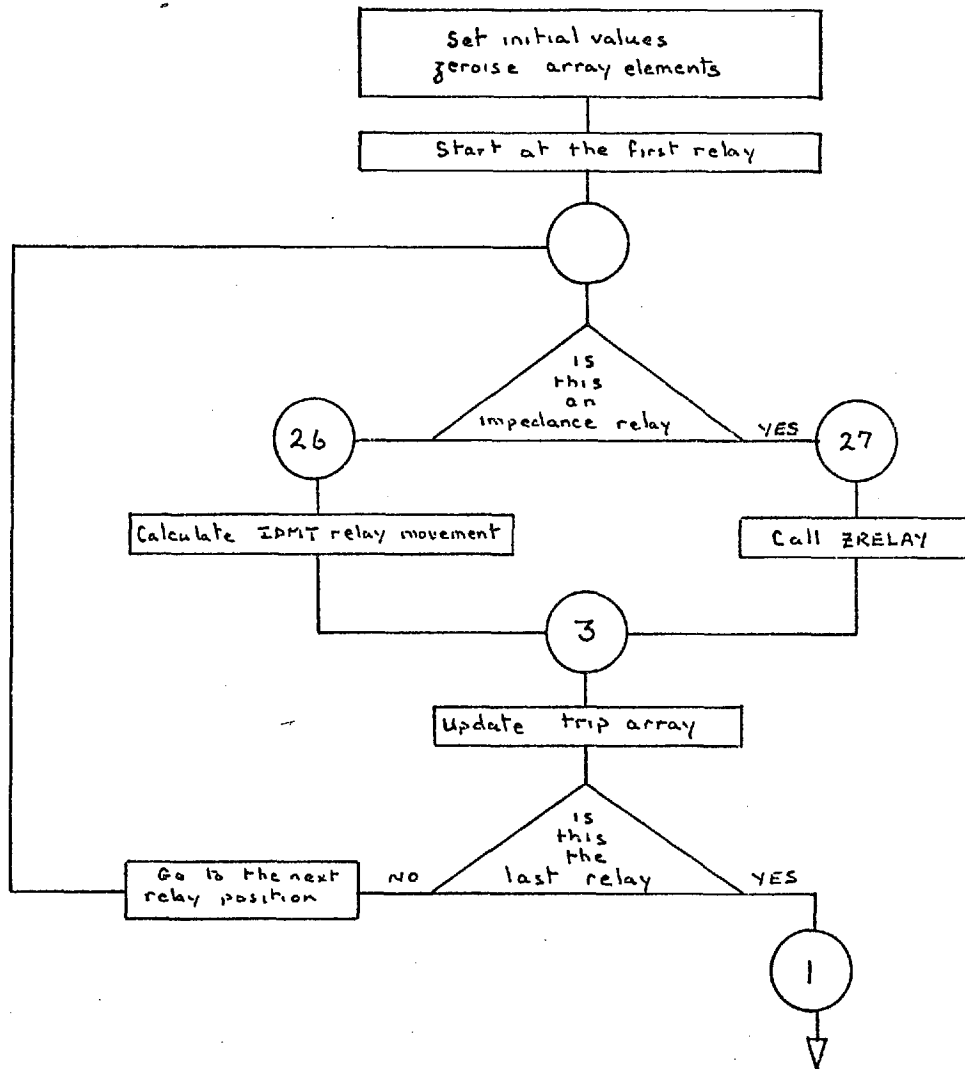 Set initial values
zeroise array elements
Start at the first relay
is
this
an
impedance relay
YES
26
27
Calculate IDMT relay movement
Call ZRELAY
3
Update trip array
is
this
the
last relay
NO
YES
Go to the next
relay position
1